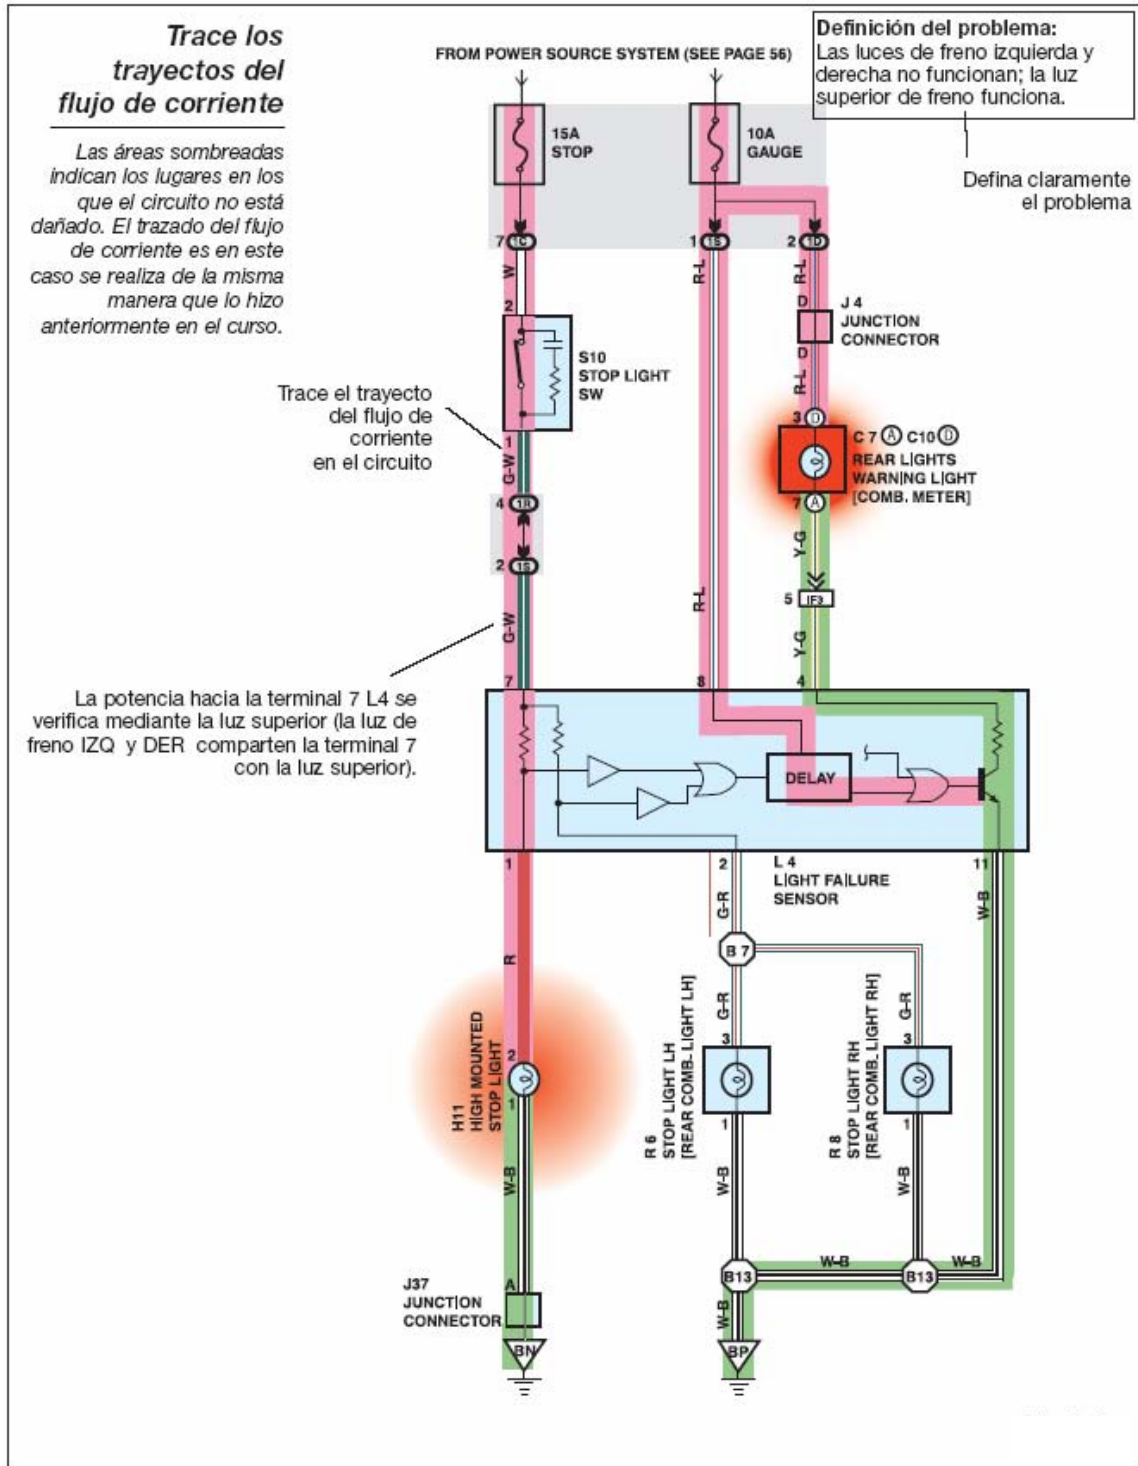 Trace los
trayectos del
flujo de corriente
Las áreas sombreadas
indican los lugares en los
que el circuito no está
dañado. El trazado del flujo
de corriente es en este
caso se realiza de la misma
manera que lo hizo
anteriormente en el curso.
Definición del problema:
Las luces de freno izquierda y
derecha no funcionan; la luz
superior de freno funciona.
Defina claramente
el problema
FROM POWER SOURCE SYSTEM (SEE PAGE 56)
15A
STOP
10A
GAUGE
7 1C
1 1S
2 1D
W
R-L
R-L
2
D
J 4
JUNCTION
CONNECTOR
D
R-L
S10
STOP LIGHT
SW
Trace el trayecto
del flujo de
corriente
en el circuito
1
G-W
3 D
C 7 A C10 D
REAR LIGHTS
WARNING LIGHT
[COMB. METER]
7 A
4 1R
Y-G
2 1S
5 IF3
G-W
R-L
Y-G
La potencia hacia la terminal 7 L4 se
verifica mediante la luz superior (la luz de
freno IZQ y DER comparten la terminal 7
con la luz superior).
7
8
4
DELAY
1
2
11
L 4
LIGHT FAILURE
SENSOR
R
G-R
W-B
B 7
G-R
G-R
H11
HIGH MOUNTED
STOP LIGHT
2
1
R 6
STOP LIGHT LH
[REAR COMB. LIGHT LH]
3
1
R 8
STOP LIGHT RH
[REAR COMB. LIGHT RH]
3
1
W-B
W-B
W-B
W-B
W-B
B13
B13
J37
JUNCTION
CONNECTOR
A
W-B
BN
BP